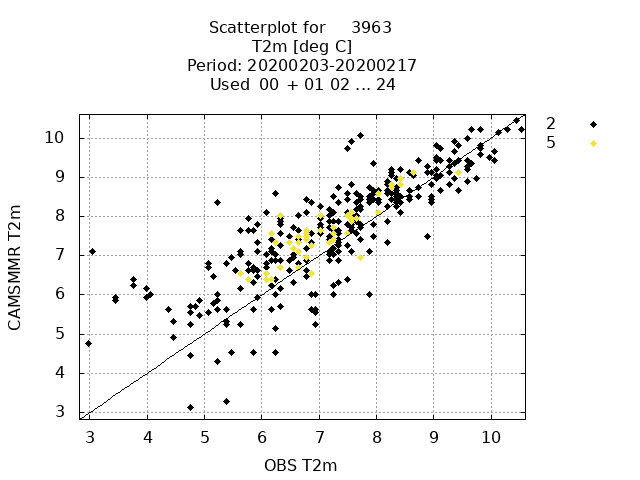 Scatterplot for 3963
T2m [deg C]
Period: 20200203-20200217
Used 00 + 01 02 ... 24
2
5
CAMSMMR T2m
10
9
8
7
6
5
4
3
3 4 5 6 7 8 9 10
OBS T2m